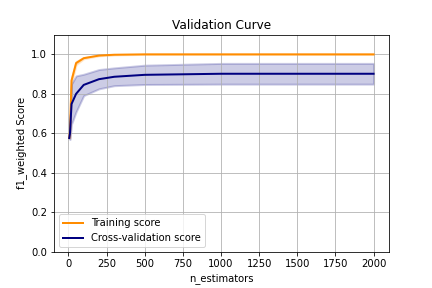 Validation Curve
f1_weighted Score
1.0
0.8
0.6
0.4
0.2
0.0
Training score
Cross-validation score
0 250 500 750 1000 1250 1500 1750 2000
n_estimators